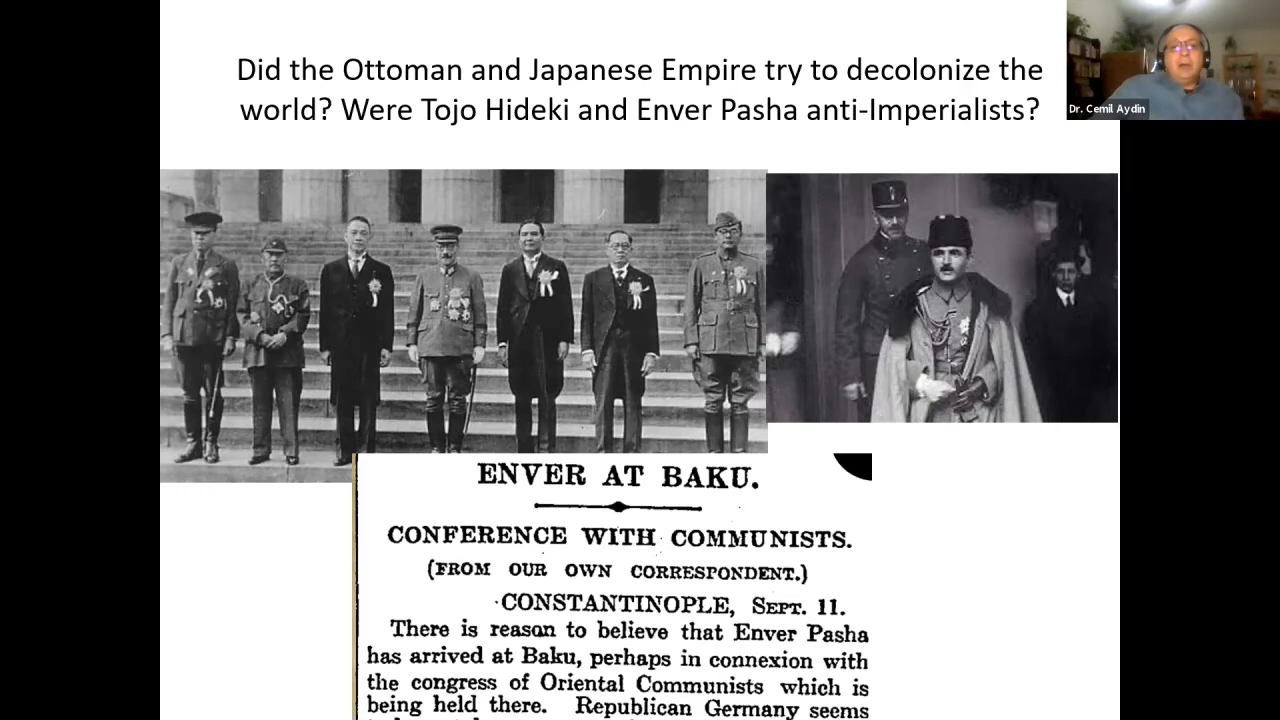 Did the Ottoman and Japanese Empire try to decolonize the
world? Were Tojo Hideki and Enver Pasha anti-Imperialists?
Dr. Cemil Aydin
ENVER AT BAKU.
CONFERENCE WITH COMMUNISTS.
(FROM OUR OWN CORRESPONDENT.)
CONSTANTINOPLE, SEPT. 11.
There is reason to believe that Enver Pasha
has arrived at Baku, perhaps in connexion with
the congress of Oriental Communists which is
being held there. Republican Germany seems